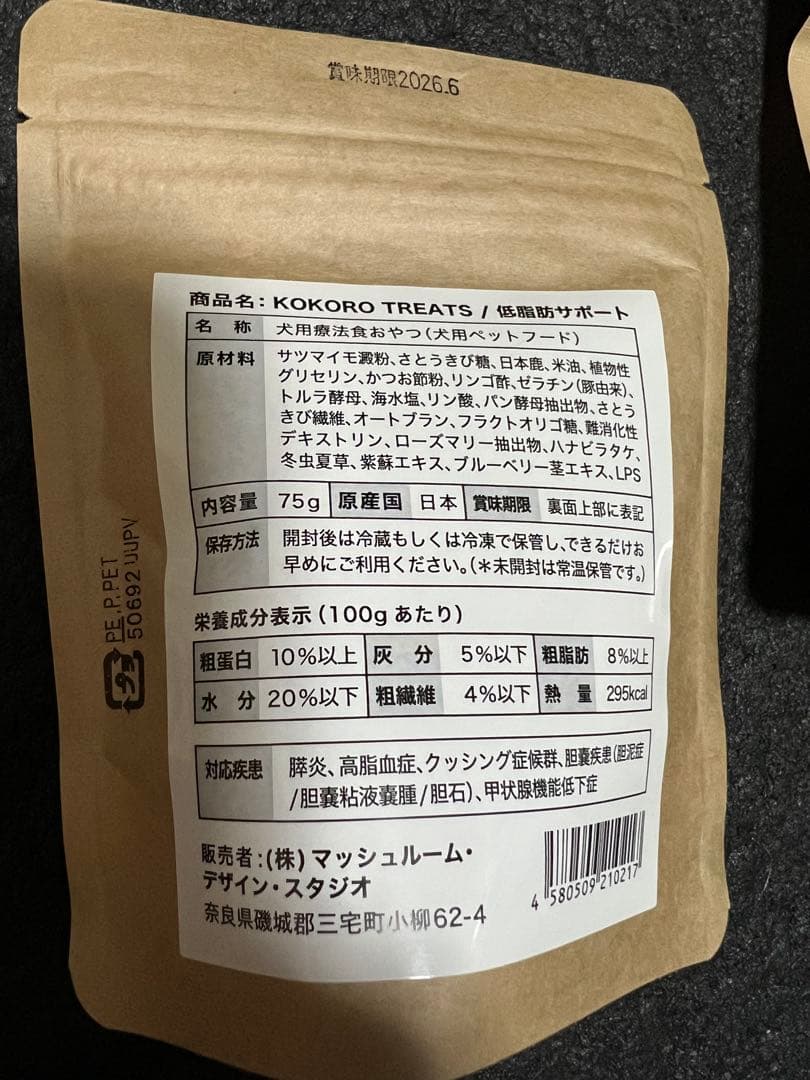 賞味期限2026.6
商品名：KOKORO TREATS / 低脂肪サポート
名 称 犬用療法食おやつ（犬用ペットフード）
原材料 サツマイモ澱粉、さとうきび糖、日本鹿、米油、植物性
グリセリン、かつお節粉、リンゴ酢、ゼラチン（豚由来）、
トルラ酵母、海水塩、リン酸、パン酵母抽出物、さとう
きび繊維、オートブラン、フラクトオリゴ糖、難消化性
デキストリン、ローズマリー抽出物、ハナビラタケ、
冬虫夏草、紫蘇エキス、ブルーベリー茎エキス、LPS
内容量 75g 原産国 日本 賞味期限 裏面上部に表記
保存方法 開封後は冷蔵もしくは冷凍で保管し、できるだけお
早めにご利用ください。（＊未開封は常温保管です。）
栄養成分表示（100gあたり）
粗蛋白 10％以上 灰 分 5％以下 粗脂肪 8％以上
水 分 20％以下 粗繊維 4％以下 熱 量 295kcal
対応疾患 膵炎、高脂血症、クッシング症候群、胆嚢疾患（胆泥症
/胆嚢粘液嚢腫/胆石）、甲状腺機能低下症
販売者：（株）マッシュルーム・
デザイン・スタジオ
奈良県磯城郡三宅町小柳62-4
4 580509 210217
プラ
PE,P,PET
50692 UUPV